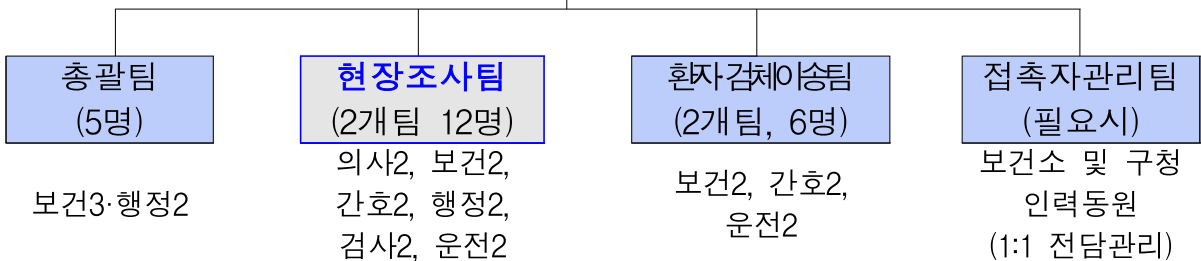 총괄팀
(5명)
보건3·행정2
현장조사팀
(2개팀 12명)
의사2, 보건2,
간호2, 행정2,
검사2, 운전2
환자·검체이송팀
(2개팀, 6명)
보건2, 간호2,
운전2
접촉자관리팀
(필요시)
보건소 및 구청
인력동원
(1:1 전담관리)